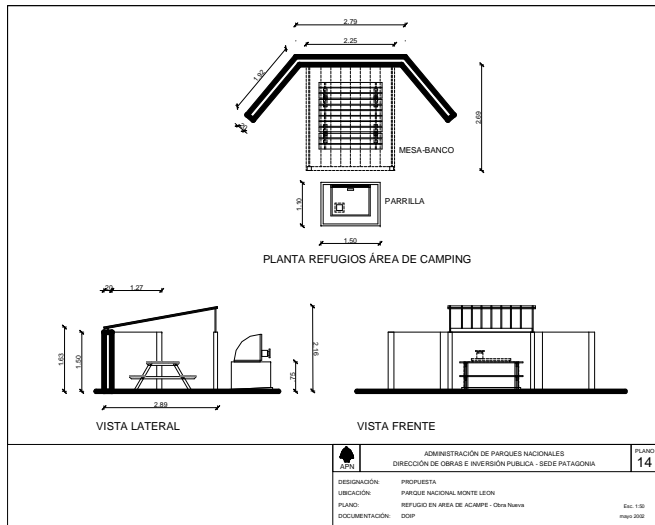 2.79
2.25
1.92
.20
2.69
MESA-BANCO
1.10
PARRILLA
1.50
PLANTA REFUGIOS ÁREA DE CAMPING
.20
1.27
1.63
1.50
2.16
.75
2.89
VISTA LATERAL
VISTA FRENTE
APN
ADMINISTRACIÓN DE PARQUES NACIONALES
DIRECCIÓN DE OBRAS E INVERSIÓN PUBLICA - SEDE PATAGONIA
PLANO
14
DESIGNACIÓN: PROPUESTA
UBICACIÓN: PARQUE NACIONAL MONTE LEON
PLANO: REFUGIO EN AREA DE ACAMPE - Obra Nueva
Esc. 1:50
DOCUMENTACIÓN: DOIP
mayo 2002